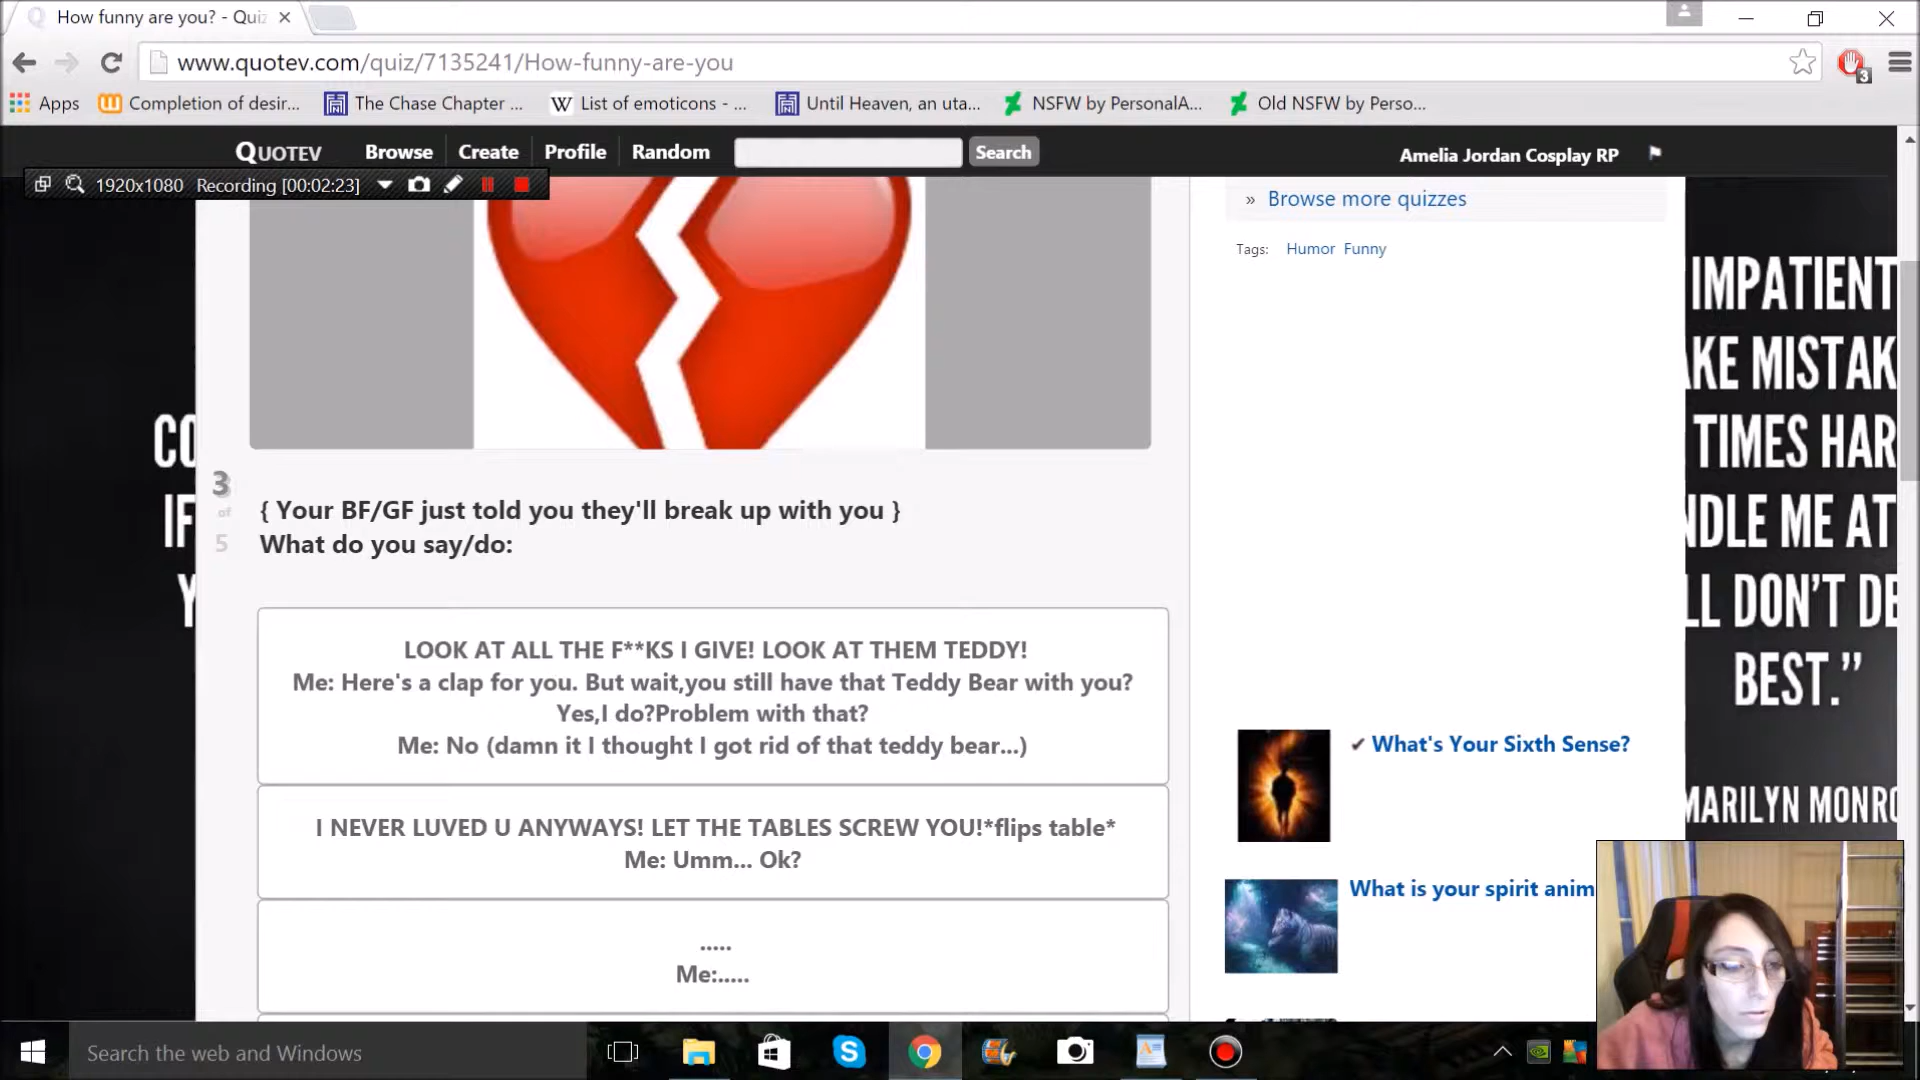 How funny are you? - Quiz
www.quotev.com/quiz/7135241/How-funny-are-you
3
Apps
Completion of desir...
The Chase Chapter ...
W List of emoticons - ...
Until Heaven, an uta...
NSFW by PersonalA...
Old NSFW by Perso...
QUOTEV Browse Create Profile Random Search
Amelia Jordan Cosplay RP
1920x1080 Recording [00:02:23]
» Browse more quizzes
Tags: Humor Funny
3
of
5
{ Your BF/GF just told you they'll break up with you }
What do you say/do:
LOOK AT ALL THE F**KS I GIVE! LOOK AT THEM TEDDY!
Me: Here's a clap for you. But wait,you still have that Teddy Bear with you?
Yes,I do?Problem with that?
Me: No (damn it I thought I got rid of that teddy bear...)
I NEVER LUVED U ANYWAYS! LET THE TABLES SCREW YOU!*flips table*
Me: Umm... Ok?
.....
Me:.....
✔ What's Your Sixth Sense?
What is your spirit anim
CO
IF
Y
IMPATIENT
AKE MISTAK
TIMES HAR
NDLE ME AT
LL DON'T DE
BEST.”
MARILYN MONRO
Search the web and Windows